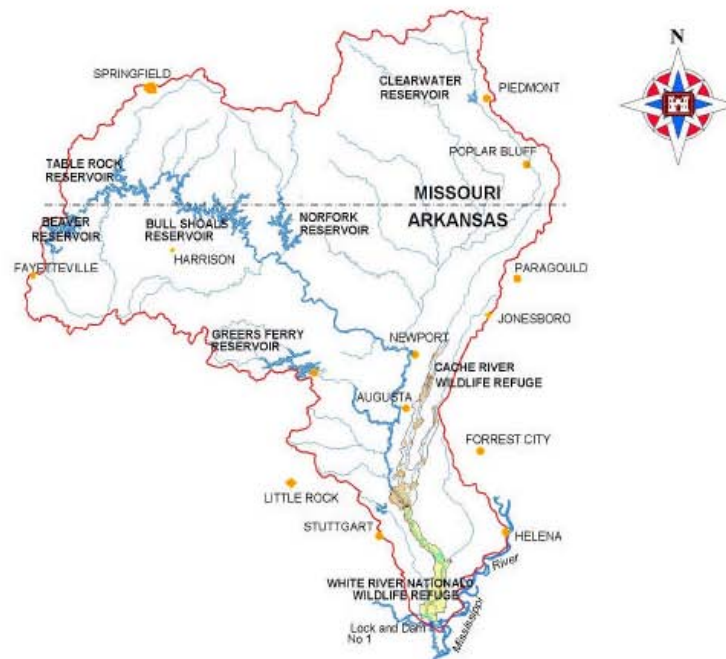 N
SPRINGFIELD
CLEARWATER
RESERVOIR
PIEDMONT
POPLAR BLUFF
TABLE ROCK
RESERVOIR
MISSOURI
ARKANSAS
BEAVER
RESERVOIR
BULL SHOALS
RESERVOIR
NORFORK
RESERVOIR
HARRISON
FAYETTEVILLE
PARAGOULD
JONESBORO
GREERS FERRY
RESERVOIR
NEWPORT
CACHE RIVER
WILDLIFE REFUGE
AUGUSTA
FORREST CITY
LITTLE ROCK
STUTTGART
HELENA
WHITE RIVER NATIONALO
WILDLIFE REFUGE
Lock and Dam
No 1
Mississippi
River